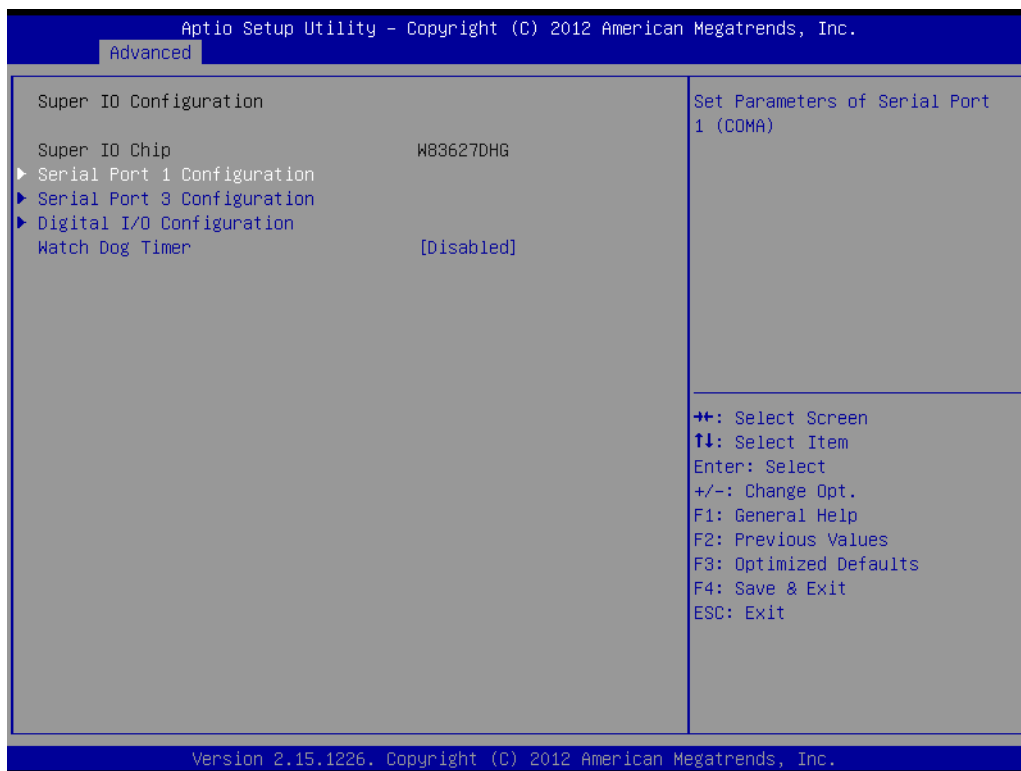 Aptio Setup Utility – Copyright (C) 2012 American Megatrends, Inc.
Advanced
Super IO Configuration
Super IO Chip W83627DHG
▶ Serial Port 1 Configuration
▶ Serial Port 3 Configuration
▶ Digital I/O Configuration
Watch Dog Timer [Disabled]
Set Parameters of Serial Port
1 (COMA)
→←: Select Screen
↑↓: Select Item
Enter: Select
+/-: Change Opt.
F1: General Help
F2: Previous Values
F3: Optimized Defaults
F4: Save & Exit
ESC: Exit
Version 2.15.1226. Copyright (C) 2012 American Megatrends, Inc.